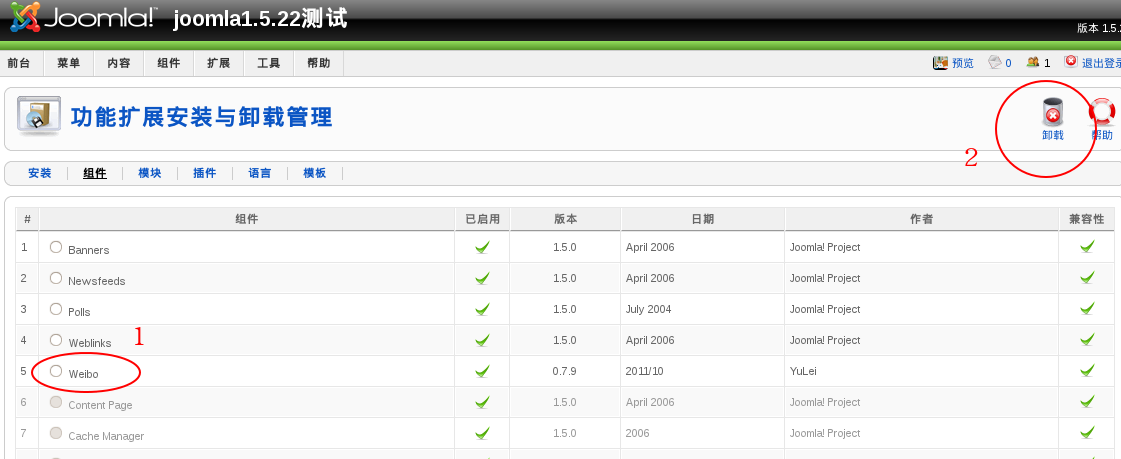 Joomla!™ joomla1.5.22测试
版本 1.5.2
前台 菜单 内容 组件 扩展 工具 帮助 预览 0 1 退出登录
功能扩展安装与卸载管理
卸载 帮助
2
安装 组件 模块 插件 语言 模板
# 组件 已启用 版本 日期 作者 兼容性
1 Banners 1.5.0 April 2006 Joomla! Project
2 Newsfeeds 1.5.0 April 2006 Joomla! Project
3 Polls 1.5.0 July 2004 Joomla! Project
1
4 Weblinks 1.5.0 April 2006 Joomla! Project
5 Weibo 0.7.9 2011/10 YuLei
6 Content Page 1.5.0 April 2006 Joomla! Project
7 Cache Manager 1.5.0 2006 Joomla! Project